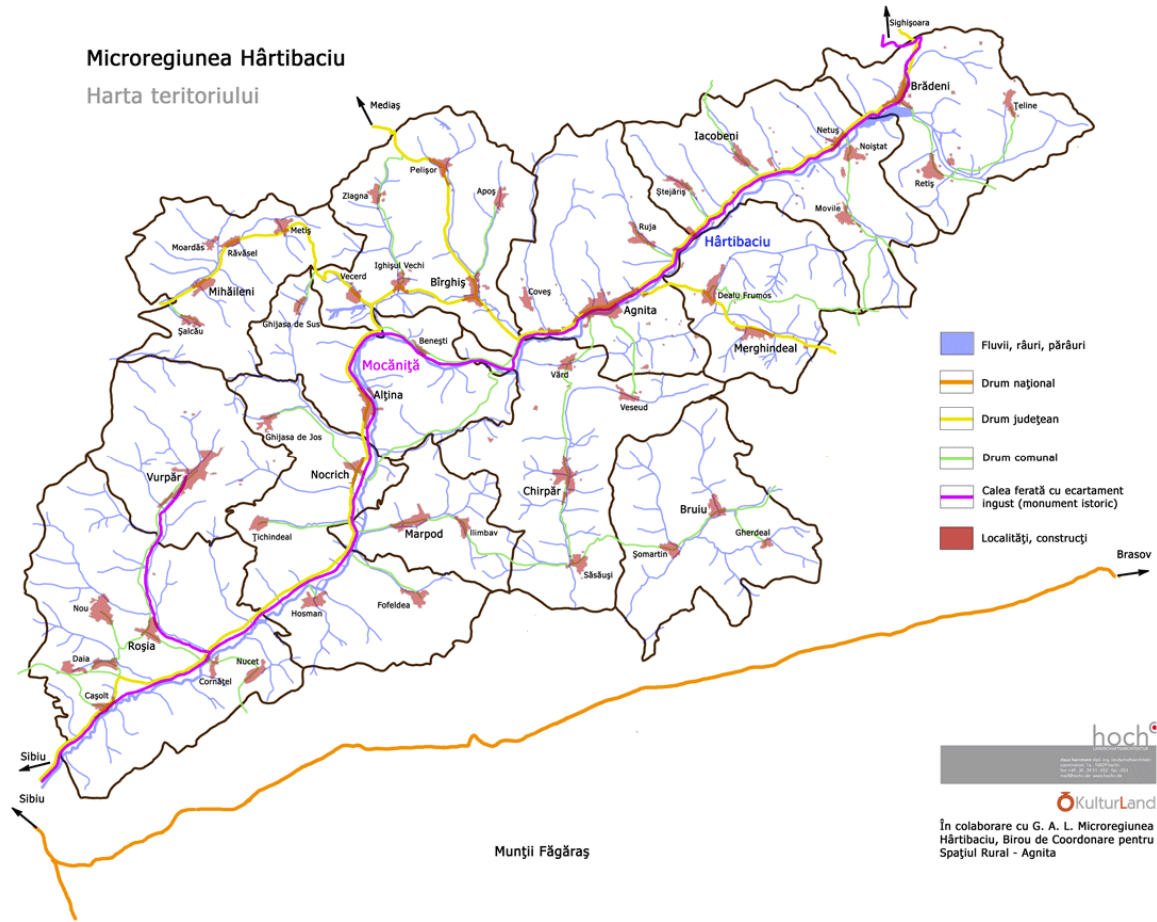 Microregiunea Hârtibaciu
Harta teritoriului
Sighişoara
Mediaş
Brădeni
Ţeline
Netuş
Iacobeni
Noiştat
Pelişor
Zlagna
Apoş
Ştejăriş
Retiş
Movile
Metiş
Moardăs
Răvăsel
Ruja
Hârtibaciu
Ighişul Vechi
Vecerd
Bîrghiş
Mihăileni
Coveş
Dealu Frumos
Agnita
Şalcău
Ghijasa de Sus
Beneşti
Merghindeal
Mocăniţă
Vărd
Alţina
Veseud
Ghijasa de Jos
Vurpăr
Nocrich
Chirpăr
Bruiu
Marpod
Ilimbav
Gherdeal
Ţichindeal
Şomartin
Săsăuşi
Nou
Hosman
Fofeldea
Roşia
Daia
Nucet
Cornăţel
Caşolt
Sibiu
Sibiu
Brasov
Munţii Făgăraş
Fluvii, râuri, pârâuri
Drum naţional
Drum judeţean
Drum comunal
Calea ferată cu ecartament
ingust (monument istoric)
Localităţi, construcţi
hoch
LANDSCHAFTSARCHITEKTUR
KulturLand
În colaborare cu G. A. L. Microregiunea
Hârtibaciu, Birou de Coordonare pentru
Spaţiul Rural - Agnita